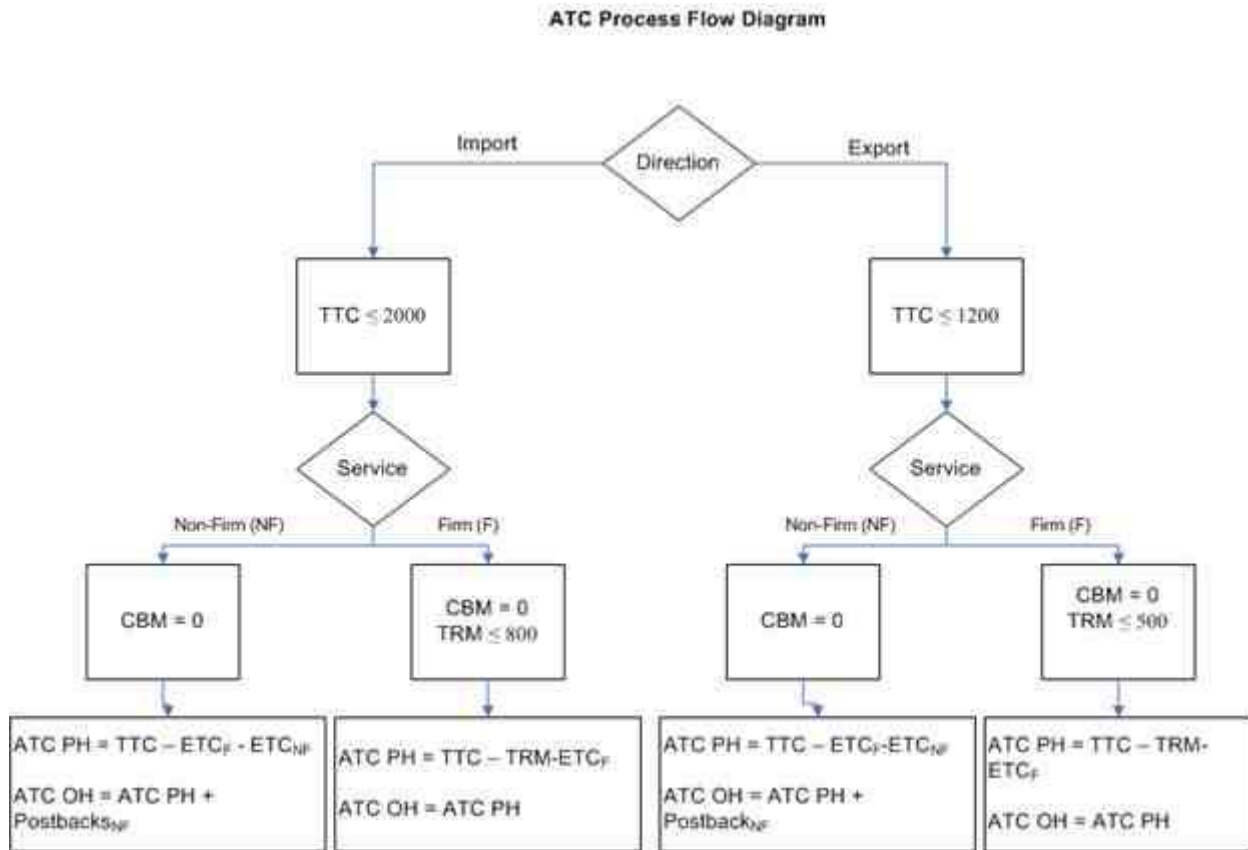 ATC Process Flow Diagram
Import
Direction
Export
TTC ≤ 2000
TTC ≤ 1200
Service
Service
Non-Firm (NF)
Firm (F)
Non-Firm (NF)
Firm (F)
CBM = 0
CBM = 0
TRM ≤ 800
CBM = 0
CBM = 0
TRM ≤ 500
ATC PH = TTC – ETCF - ETCNF
ATC OH = ATC PH +
PostbacksNF
ATC PH = TTC – TRM-ETCF
ATC OH = ATC PH
ATC PH = TTC – ETCF-ETCNF
ATC OH = ATC PH +
PostbackNF
ATC PH = TTC – TRM-
ETCF
ATC OH = ATC PH